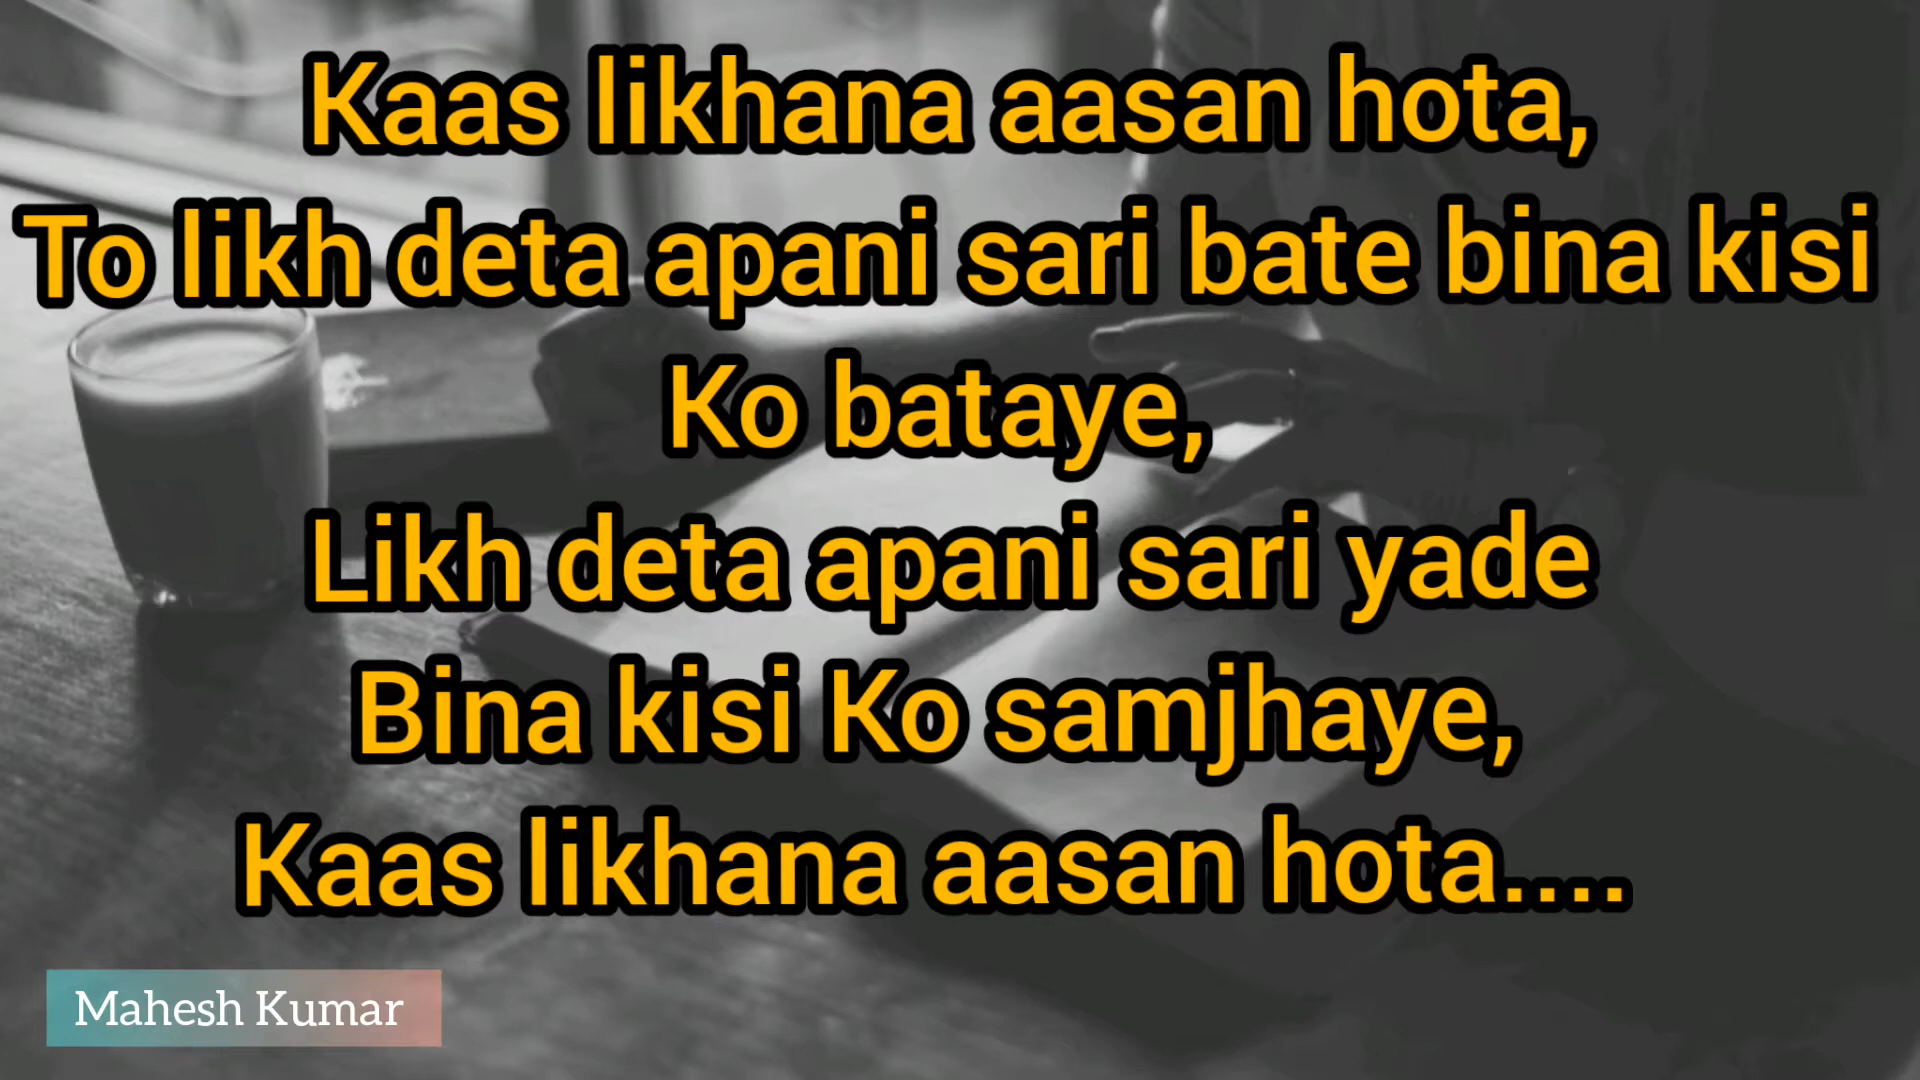 Kaas likhana aasan hota,
To likh deta apani sari bate bina kisi
Ko bataye,
Likh deta apani sari yade
Bina kisi Ko samjhaye,
Kaas likhana aasan hota....
Mahesh Kumar